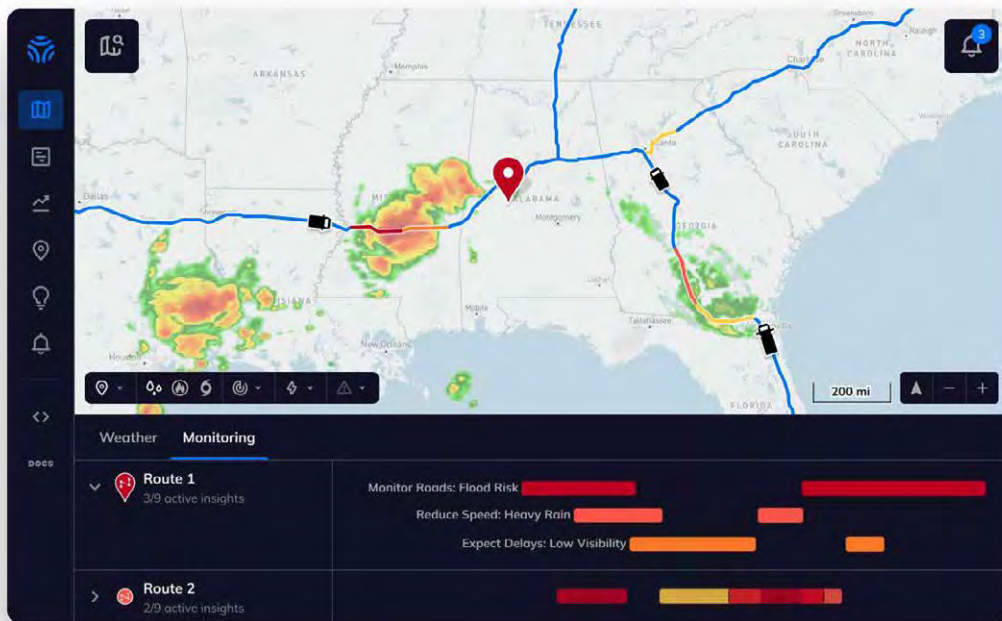 TENNESSEE
3
Raleigh
NORTH
CAROLINA
Memphis
ARKANSAS
SOUTH
CAROLINA
Dallas
ALABAMA
Montgomery
GEORGIA
Mobile
Tallahassee
New Orleans
Houston
200 mi
FLORIDA
Weather
Monitoring
DOCS
Route 1
3/9 active insights
Monitor Roads: Flood Risk
Reduce Speed: Heavy Rain
Expect Delays: Low Visibility
Route 2
2/9 active insights